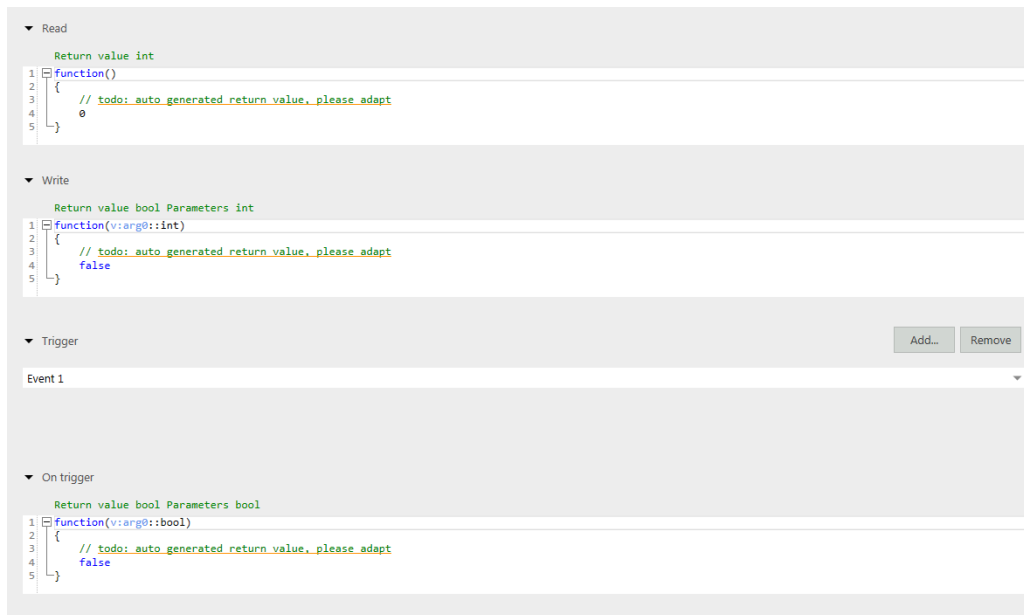 Read
Return value int
1 function()
2 {
3 // todo: auto generated return value, please adapt
4 0
5 }
Write
Return value bool Parameters int
1 function(v:arg0::int)
2 {
3 // todo: auto generated return value, please adapt
4 false
5 }
Trigger Add... Remove
Event 1
On trigger
Return value bool Parameters bool
1 function(v:arg0::bool)
2 {
3 // todo: auto generated return value, please adapt
4 false
5 }